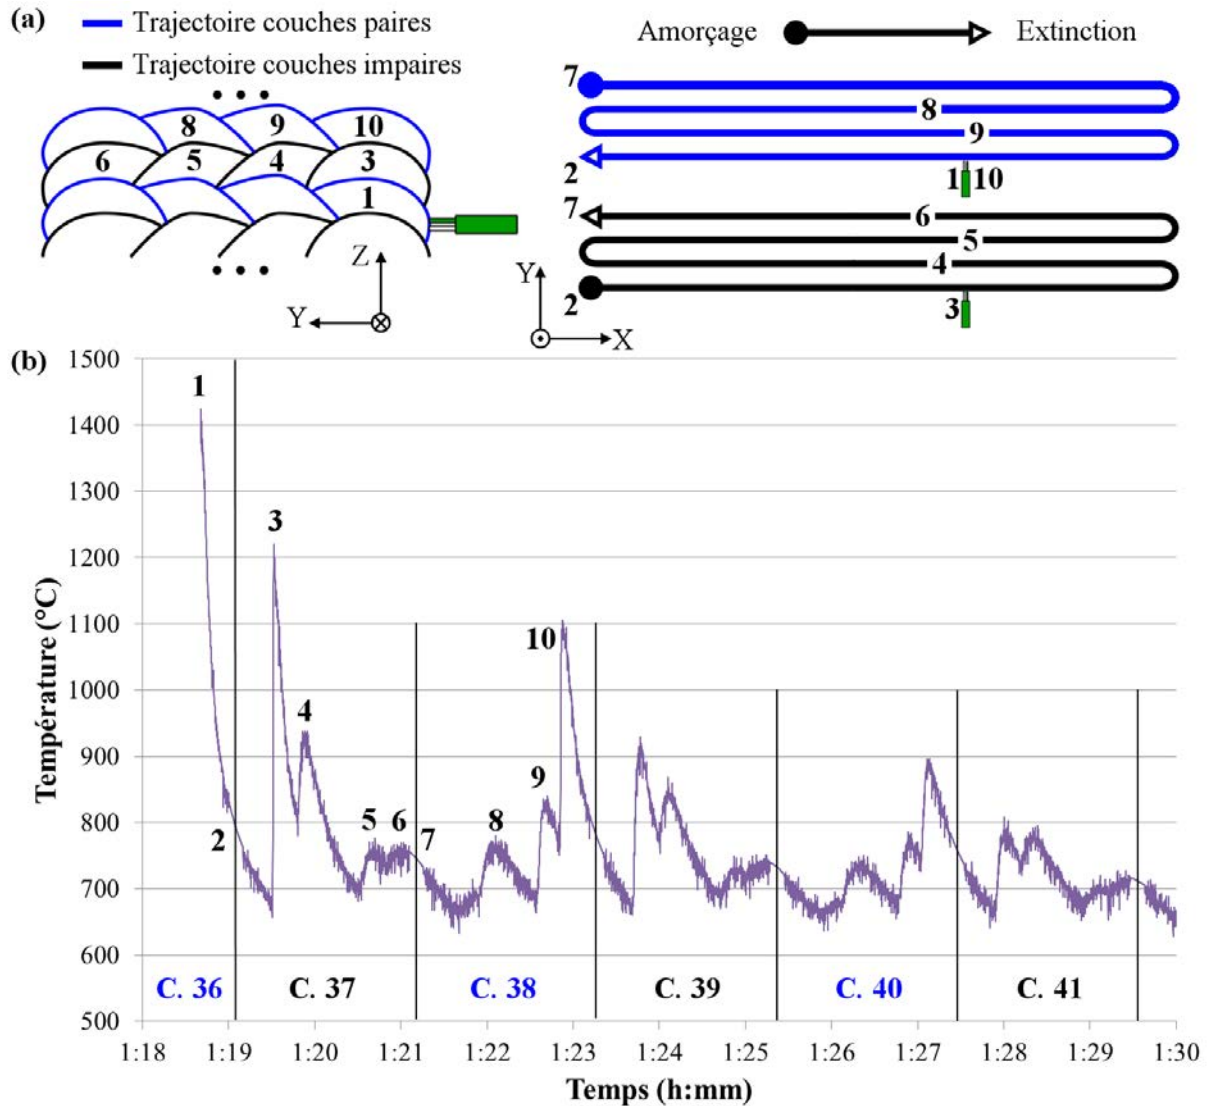 (a)
Trajectoire couches paires
Trajectoire couches impaires
Amorçage
Extinction
8 9 10
6 5 4 3
1
Z
Y
7
8
9
2
1 10
7
6
5
4
2
3
Y
X
(b)
Température (°C)
1500
1400
1300
1200
1100
1000
900
800
700
600
500
1
2
3
4
5
6
7
8
9
10
C. 36
C. 37
C. 38
C. 39
C. 40
C. 41
1:18 1:19 1:20 1:21 1:22 1:23 1:24 1:25 1:26 1:27 1:28 1:29 1:30
Temps (h:mm)